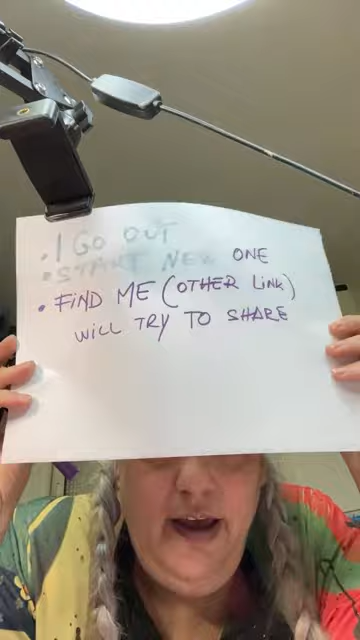 • I GO OUT
• START NEW ONE
• FIND ME (OTHER LINK)
WILL TRY TO SHARE